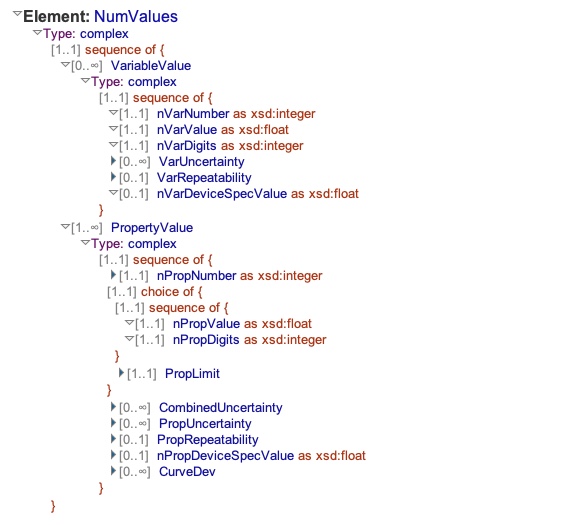 Element: NumValues
Type: complex
[1..1] sequence of {
[0..∞] VariableValue
Type: complex
[1..1] sequence of {
[1..1] nVarNumber as xsd:integer
[1..1] nVarValue as xsd:float
[1..1] nVarDigits as xsd:integer
[0..∞] VarUncertainty
[0..1] VarRepeatability
[0..1] nVarDeviceSpecValue as xsd:float
}
[1..∞] PropertyValue
Type: complex
[1..1] sequence of {
[1..1] nPropNumber as xsd:integer
[1..1] choice of {
[1..1] sequence of {
[1..1] nPropValue as xsd:float
[1..1] nPropDigits as xsd:integer
}
[1..1] PropLimit
}
[0..∞] CombinedUncertainty
[0..∞] PropUncertainty
[0..1] PropRepeatability
[0..1] nPropDeviceSpecValue as xsd:float
[0..∞] CurveDev
}
}